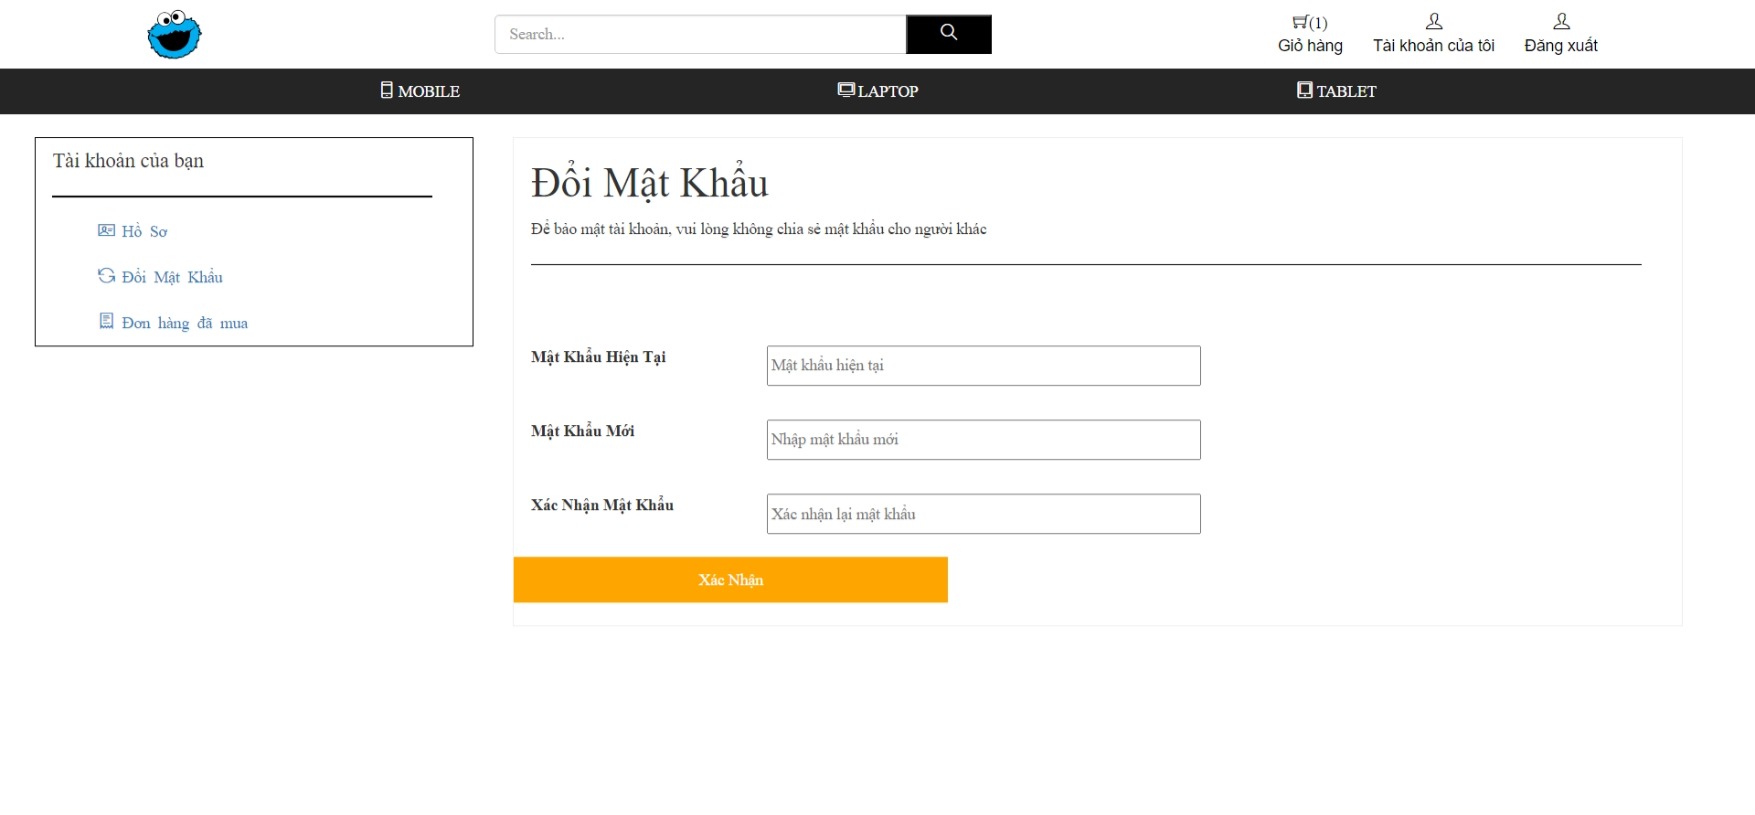 Search...
(1)
Giỏ hàng
Tài khoản của tôi
Đăng xuất
MOBILE
LAPTOP
TABLET
Tài khoản của bạn
Hồ Sơ
Đổi Mật Khẩu
Đơn hàng đã mua
Đổi Mật Khẩu
Để bảo mật tài khoản, vui lòng không chia sẻ mật khẩu cho người khác
Mật Khẩu Hiện Tại
Mật khẩu hiện tại
Mật Khẩu Mới
Nhập mật khẩu mới
Xác Nhận Mật Khẩu
Xác nhận lại mật khẩu
Xác Nhận